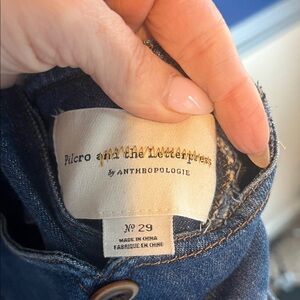 Pilcro and the Letterpress
by ANTHROPOLOGIE
Nº 29
MADE IN CHINA
FABRIQUÉ EN CHINE